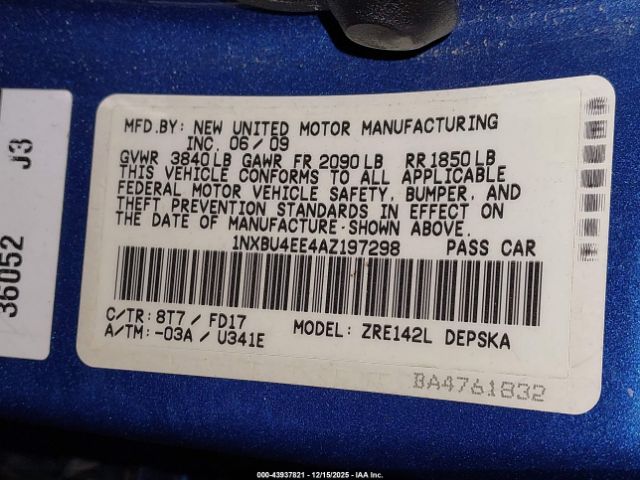 MFD.BY: NEW UNITED MOTOR MANUFACTURING
INC. 06/09
GVWR 3840LB GAWR FR 2090LB RR1850LB
THIS VEHICLE CONFORMS TO ALL APPLICABLE
FEDERAL MOTOR VEHICLE SAFETY, BUMPER, AND
THEFT PREVENTION STANDARDS IN EFFECT ON
THE DATE OF MANUFACTURE SHOWN ABOVE.
1NXBU4EE4AZ197298 PASS CAR
C/TR: 8T7 / FD17
A/TM: -03A / U341E
MODEL: ZRE142L DEPSKA
BA4761832
36052 J3
000-43937821 - 12/15/2025 - IAA Inc.